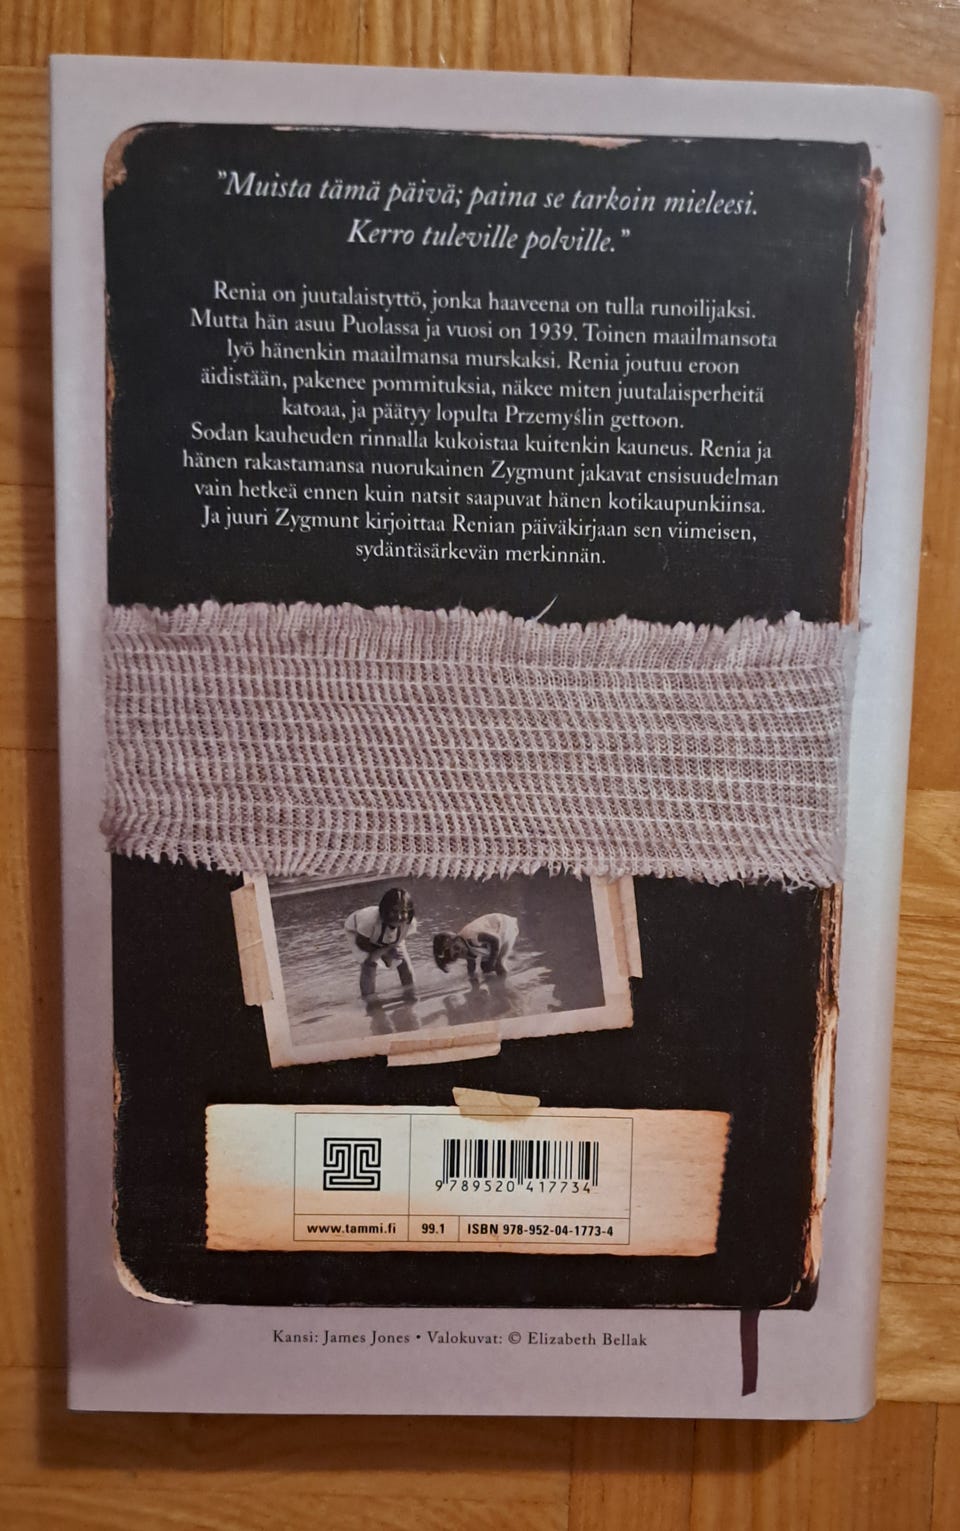 ”Muista tämä päivä; paina se tarkoin mieleesi.
Kerro tuleville polville.”
Renia on juutalaistyttö, jonka haaveena on tulla runoilijaksi.
Mutta hän asuu Puolassa ja vuosi on 1939. Toinen maailmansota
lyö hänenkin maailmansa murskaksi. Renia joutuu eroon
äidistään, pakenee pommituksia, näkee miten juutalaisperheitä
katoaa, ja päätyy lopulta Przemyślin gettoon.
Sodan kauheuden rinnalla kukoistaa kuitenkin kauneus. Renia ja
hänen rakastamansa nuorukainen Zygmunt jakavat ensisuudelman
vain hetkeä ennen kuin natsit saapuvat hänen kotikaupunkiinsa.
Ja juuri Zygmunt kirjoittaa Renian päiväkirjaan sen viimeisen,
sydäntäsärkevän merkinnän.
9 789520 417734
www.tammi.fi 99.1 ISBN 978-952-04-1773-4
Kansi: James Jones • Valokuvat: © Elizabeth Bellak